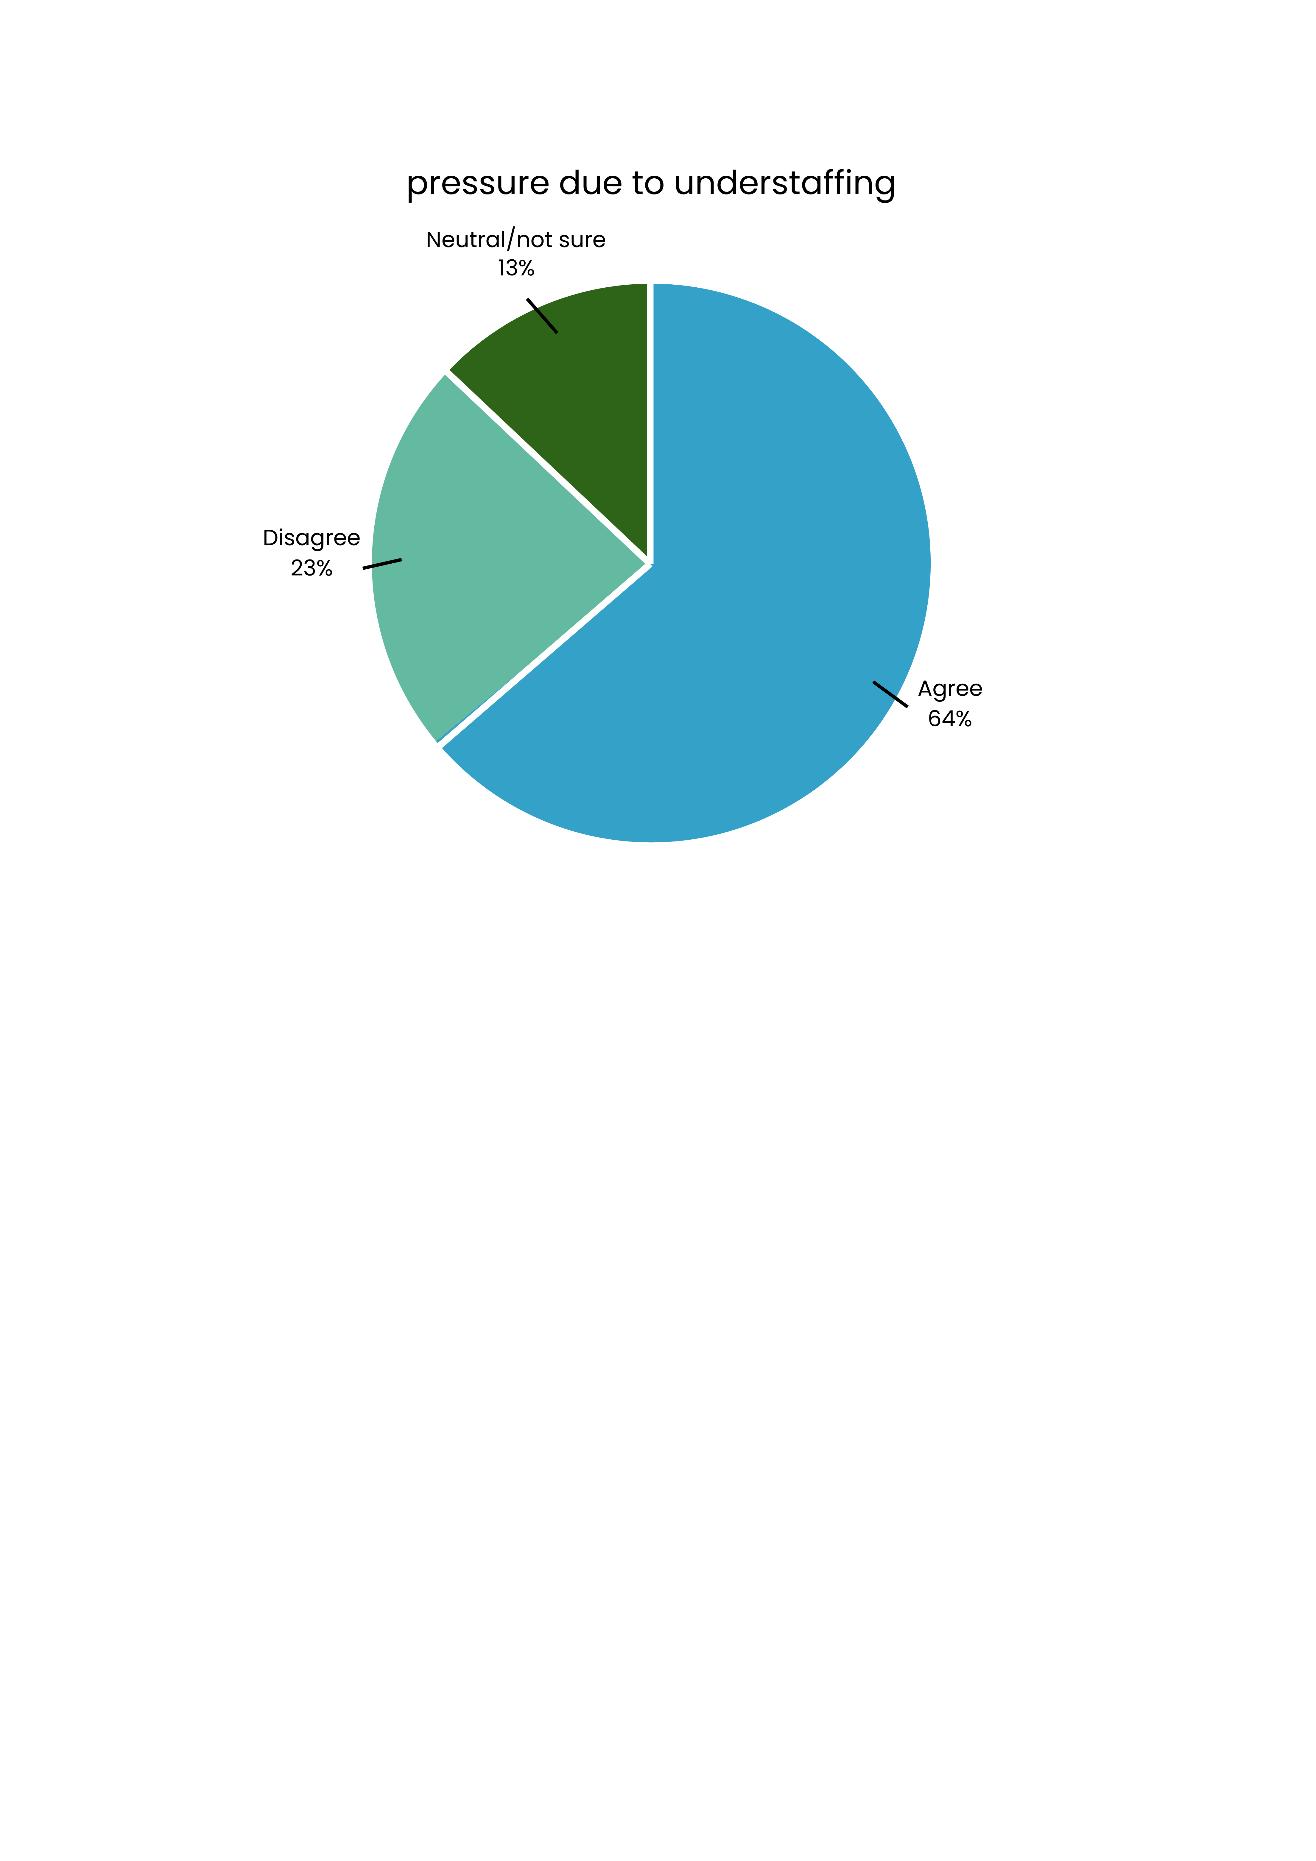 pressure due to understaffing
Neutral/not sure
13%
Disagree
23%
Agree
64%